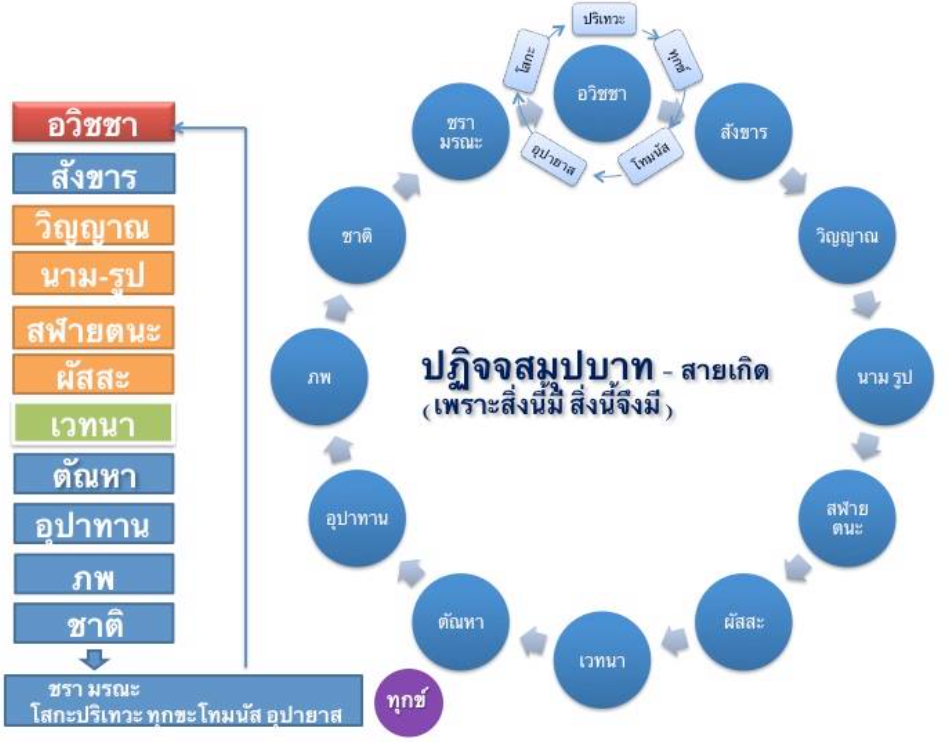 อวิชชา
สังขาร
วิญญาณ
นาม-รูป
สฬายตนะ
ผัสสะ
เวทนา
ตัณหา
อุปาทาน
ภพ
ชาติ
ชรา มรณะ
โสกะปริเทวะ ทุกขะโทมนัส อุปายาส
ทุกข์
ปริเทวะ
ทุกข์
โทมนัส
อุปายาส
โสกะ
อวิชชา
สังขาร
วิญญาณ
นาม รูป
สฬาย
ตนะ
ผัสสะ
เวทนา
ตัณหา
อุปาทาน
ภพ
ชาติ
ชรา
มรณะ
ปฏิจจสมุปบาท - สายเกิด
(เพราะสิ่งนี้มี สิ่งนี้จึงมี)